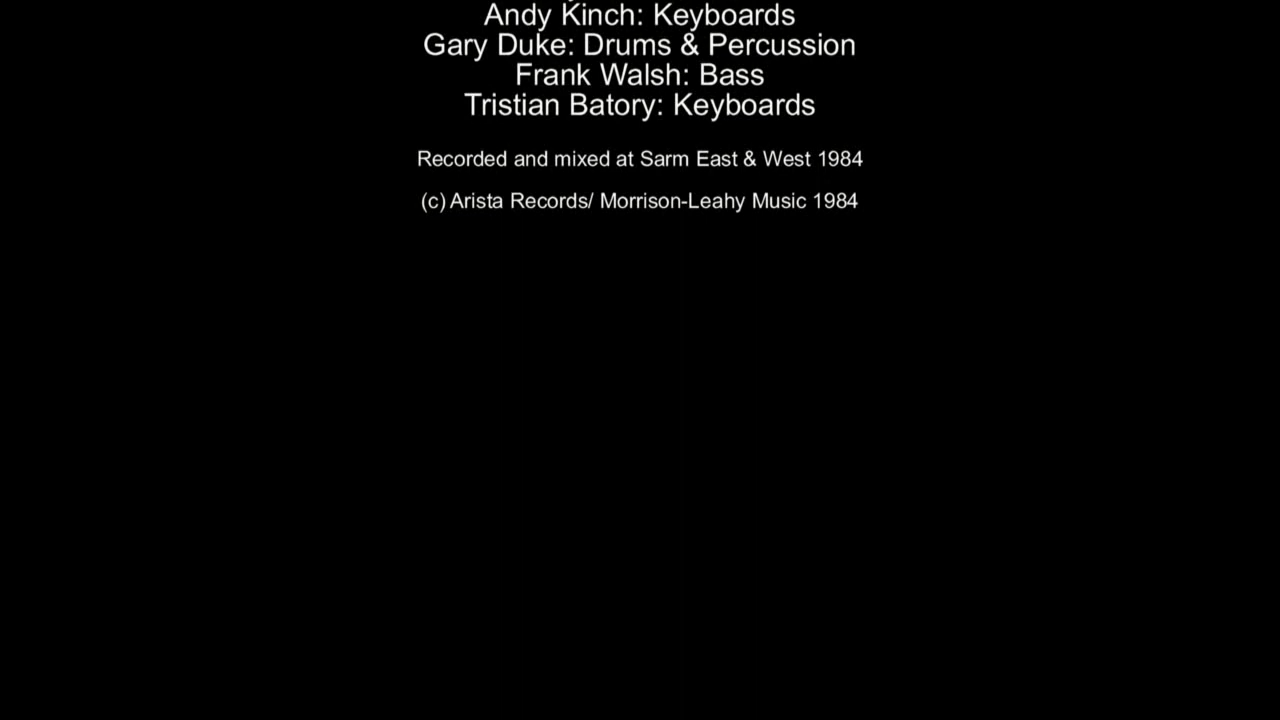 Andy Kinch: Keyboards
Gary Duke: Drums & Percussion
Frank Walsh: Bass
Tristian Batory: Keyboards
Recorded and mixed at Sarm East & West 1984
(c) Arista Records/ Morrison-Leahy Music 1984